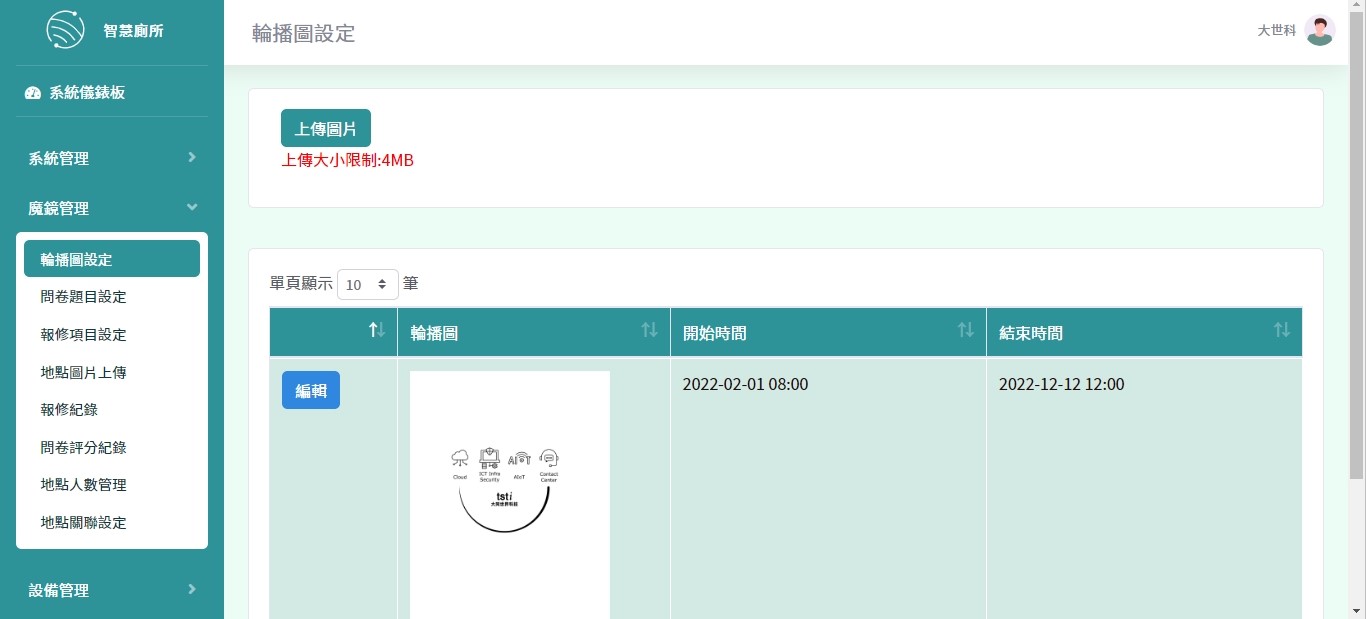 智慧廁所
輪播圖設定
大世科
系統儀錶板
系統管理
魔鏡管理
輪播圖設定
問卷題目設定
報修項目設定
地點圖片上傳
報修紀錄
問卷評分紀錄
地點人數管理
地點關聯設定
設備管理
上傳圖片
上傳大小限制:4MB
單頁顯示 10 筆
輪播圖 開始時間 結束時間
編輯 2022-02-01 08:00 2022-12-12 12:00
AIoT
Cloud ICT Infra Security AIoT Contact Center
tsti